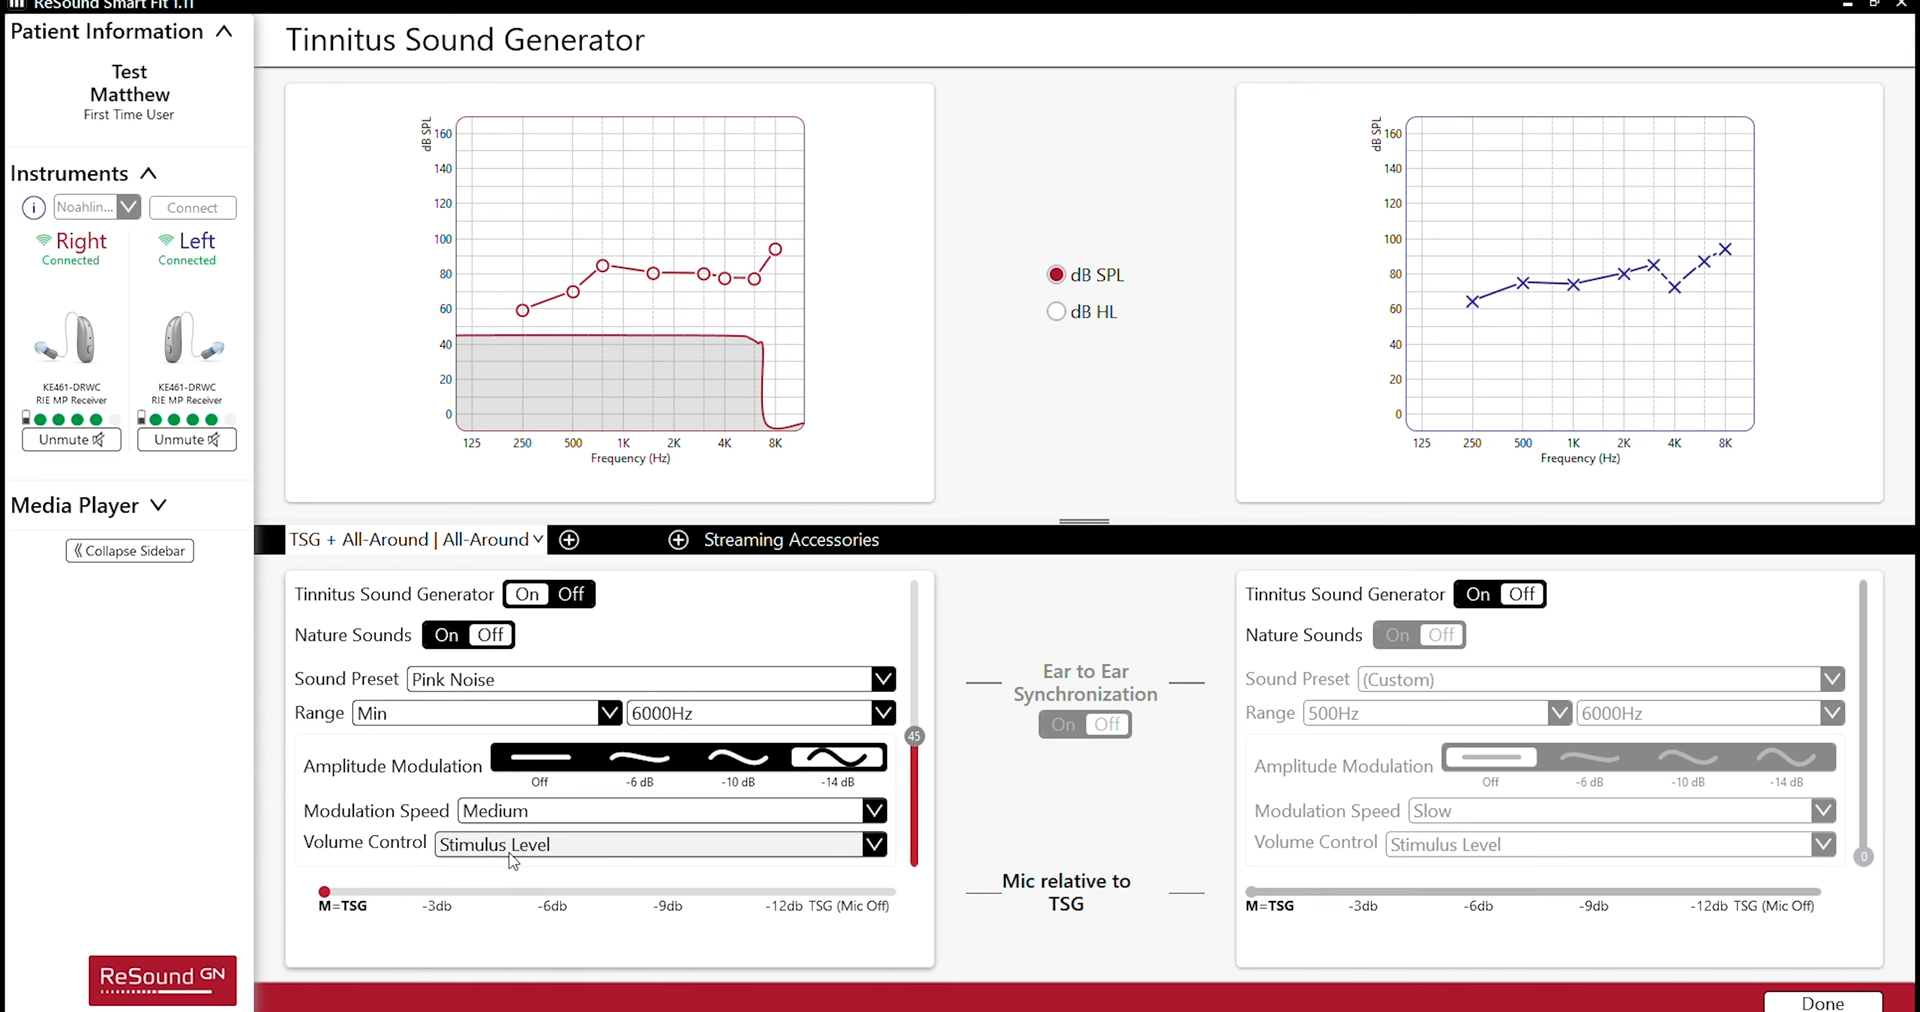 ReSound Smart Fit 1.11
Patient Information
Test
Matthew
First Time User
Instruments
i Noahlin... Connect
Right Left
Connected Connected
KE461-DRWC KE461-DRWC
RIE MP Receiver RIE MP Receiver
Unmute Unmute
Media Player
Collapse Sidebar
ReSound GN
Tinnitus Sound Generator
dB SPL
160
140
120
100
80
60
40
20
0
125 250 500 1K 2K 4K 8K
Frequency (Hz)
dB SPL
dB HL
dB SPL
160
140
120
100
80
60
40
20
0
125 250 500 1K 2K 4K 8K
Frequency (Hz)
TSG + All-Around | All-Around Streaming Accessories
Tinnitus Sound Generator On Off
Nature Sounds On Off
Sound Preset Pink Noise
Range Min 6000Hz
45
Amplitude Modulation
Off -6 dB -10 dB -14 dB
Modulation Speed Medium
Volume Control Stimulus Level
M=TSG -3db -6db -9db -12db TSG (Mic Off)
Ear to Ear
Synchronization
On Off
Mic relative to
TSG
Tinnitus Sound Generator On Off
Nature Sounds On Off
Sound Preset (Custom)
Range 500Hz 6000Hz
Amplitude Modulation
Off -6 dB -10 dB -14 dB
Modulation Speed Slow
Volume Control Stimulus Level
0
M=TSG -3db -6db -9db -12db TSG (Mic Off)
Done